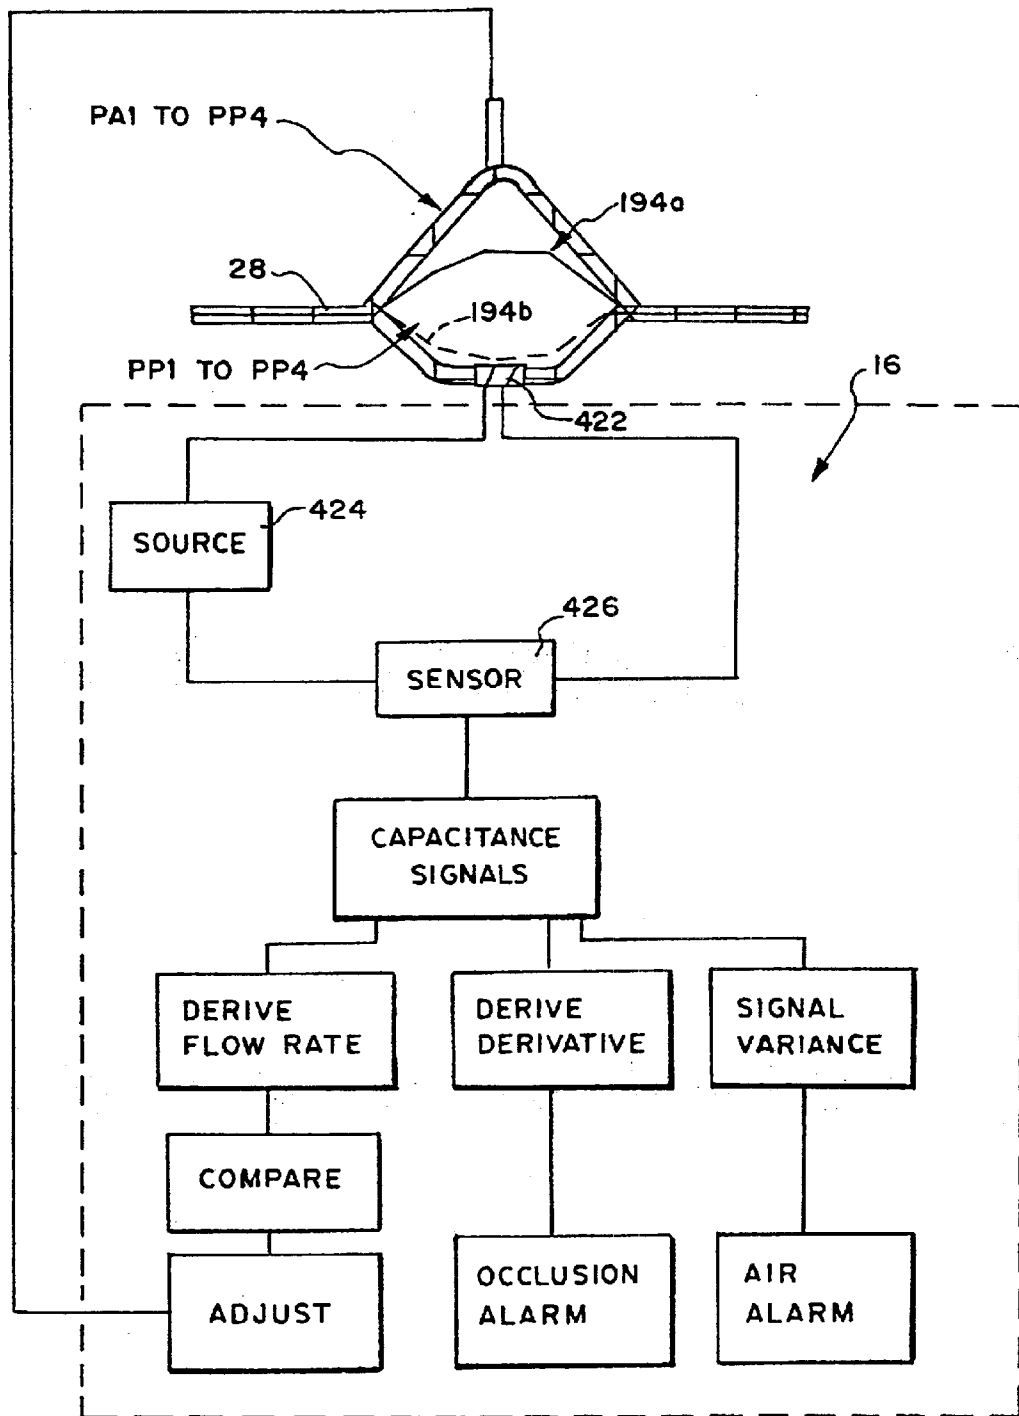 PA1 TO PP4
194a
28
194b
PP1 TO PP4
16
422
424
SOURCE
426
SENSOR
CAPACITANCE
SIGNALS
DERIVE
FLOW RATE
DERIVE
DERIVATIVE
SIGNAL
VARIANCE
COMPARE
ADJUST
OCCLUSION
ALARM
AIR
ALARM